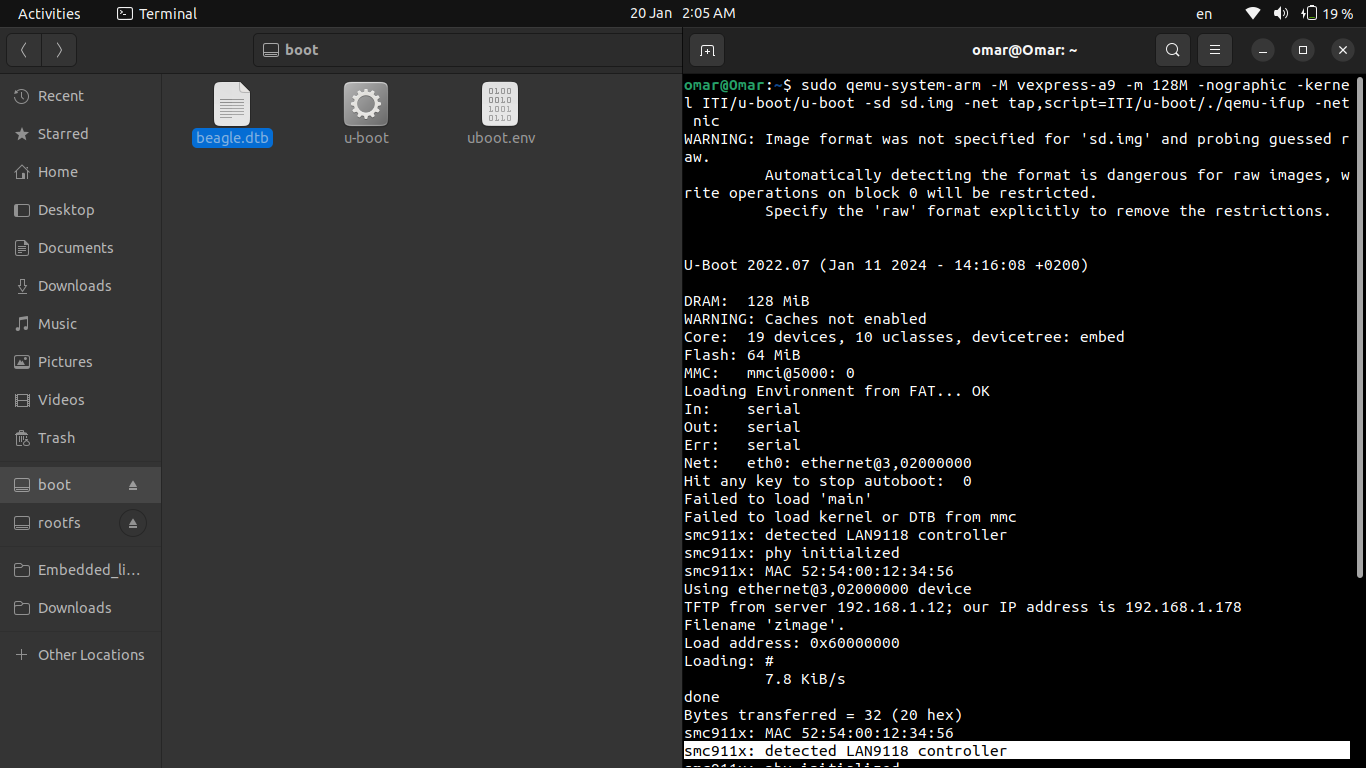 Activities
Terminal
20 Jan 2:05 AM
en
19 %
boot
omar@Omar: ~
Recent
Starred
Home
Desktop
Documents
Downloads
Music
Pictures
Videos
Trash
boot
rootfs
Embedded_li…
Downloads
Other Locations
beagle.dtb
u-boot
uboot.env
omar@Omar:~$ sudo qemu-system-arm -M vexpress-a9 -m 128M -nographic -kerne
l ITI/u-boot/u-boot -sd sd.img -net tap,script=ITI/u-boot/./qemu-ifup -net
nic
WARNING: Image format was not specified for 'sd.img' and probing guessed r
aw.
Automatically detecting the format is dangerous for raw images, w
rite operations on block 0 will be restricted.
Specify the 'raw' format explicitly to remove the restrictions.
U-Boot 2022.07 (Jan 11 2024 - 14:16:08 +0200)
DRAM:  128 MiB
WARNING: Caches not enabled
Core:  19 devices, 10 uclasses, devicetree: embed
Flash: 64 MiB
MMC:   mmci@5000: 0
Loading Environment from FAT... OK
In:    serial
Out:   serial
Err:   serial
Net:   eth0: ethernet@3,02000000
Hit any key to stop autoboot:  0
Failed to load 'main'
Failed to load kernel or DTB from mmc
smc911x: detected LAN9118 controller
smc911x: phy initialized
smc911x: MAC 52:54:00:12:34:56
Using ethernet@3,02000000 device
TFTP from server 192.168.1.12; our IP address is 192.168.1.178
Filename 'zimage'.
Load address: 0x60000000
Loading: #
7.8 KiB/s
done
Bytes transferred = 32 (20 hex)
smc911x: MAC 52:54:00:12:34:56
smc911x: detected LAN9118 controller
smc911x: phy initialized